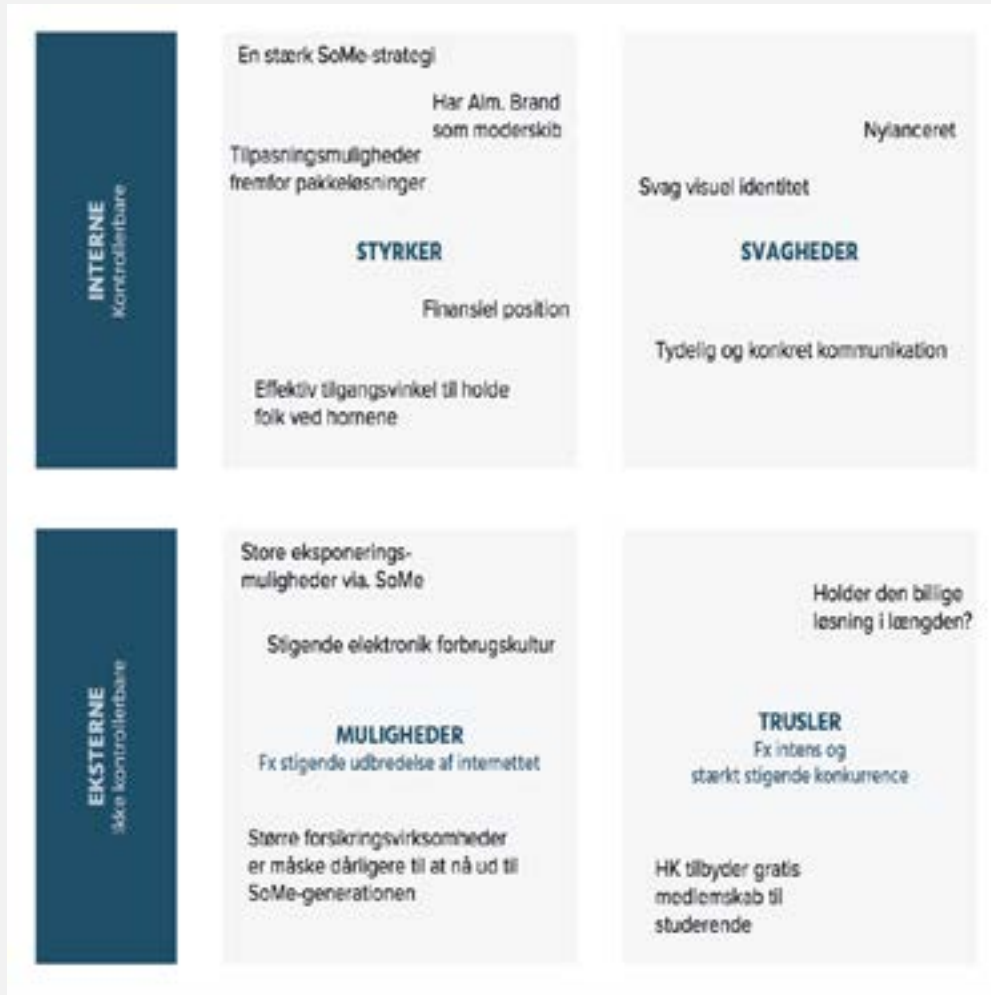 INTERNE
Kontrollerbare
En stærk SoMe-strategi
Har Alm. Brand
som moderskib
Tilpasningsmuligheder
fremfor pakkeløsninger
STYRKER
Finansiel position
Effektiv tilgangsvinkel til holde
folk ved hornene
Nylanceret
Svag visuel identitet
SVAGHEDER
Tydelig og konkret kommunikation
EKSTERNE
Ikke kontrollerbare
Store eksponerings-
muligheder via. SoMe
Stigende elektronik forbrugskultur
MULIGHEDER
Fx stigende udbredelse af internettet
Større forsikringsvirksomheder
er måske dårligere til at nå ud til
SoMe-generationen
Holder den billige
løsning i længden?
TRUSLER
Fx intens og
stærkt stigende konkurrence
HK tilbyder gratis
medlemskab til
studerende